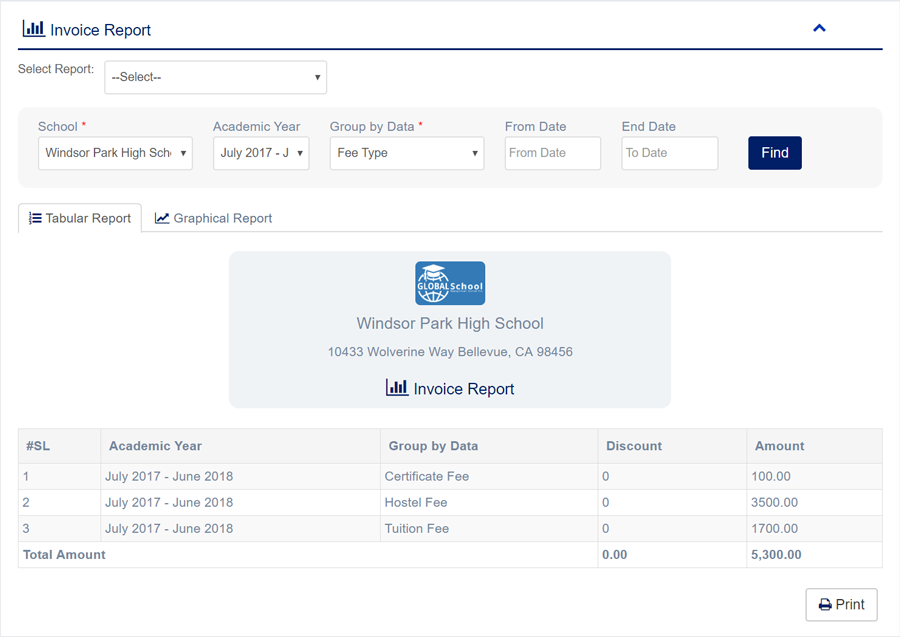 Invoice Report
Select Report: --Select--
School * Academic Year Group by Data * From Date End Date
Windsor Park High Sch July 2017 - J Fee Type From Date To Date Find
Tabular Report Graphical Report
GLOBAL School
Windsor Park High School
10433 Wolverine Way Bellevue, CA 98456
Invoice Report
#SL Academic Year Group by Data Discount Amount
1 July 2017 - June 2018 Certificate Fee 0 100.00
2 July 2017 - June 2018 Hostel Fee 0 3500.00
3 July 2017 - June 2018 Tuition Fee 0 1700.00
Total Amount 0.00 5,300.00
Print